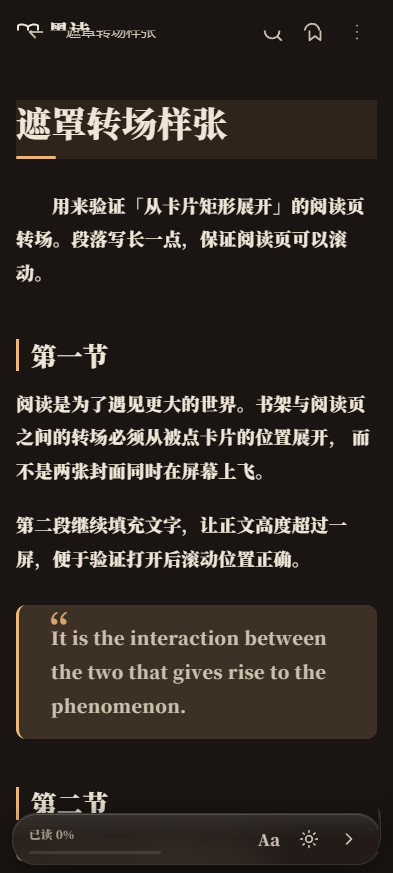 遮罩转场样张
遮罩转场样张
用来验证「从卡片矩形展开」的阅读页
转场。段落写长一点，保证阅读页可以滚
动。
第一节
阅读是为了遇见更大的世界。书架与阅读页
之间的转场必须从被点卡片的位置展开， 而
不是两张封面同时在屏幕上飞。
第二段继续填充文字，让正文高度超过一
屏，便于验证打开后滚动位置正确。
“
It is the interaction between
the two that gives rise to the
phenomenon.
第二节
已读 0%
Aa